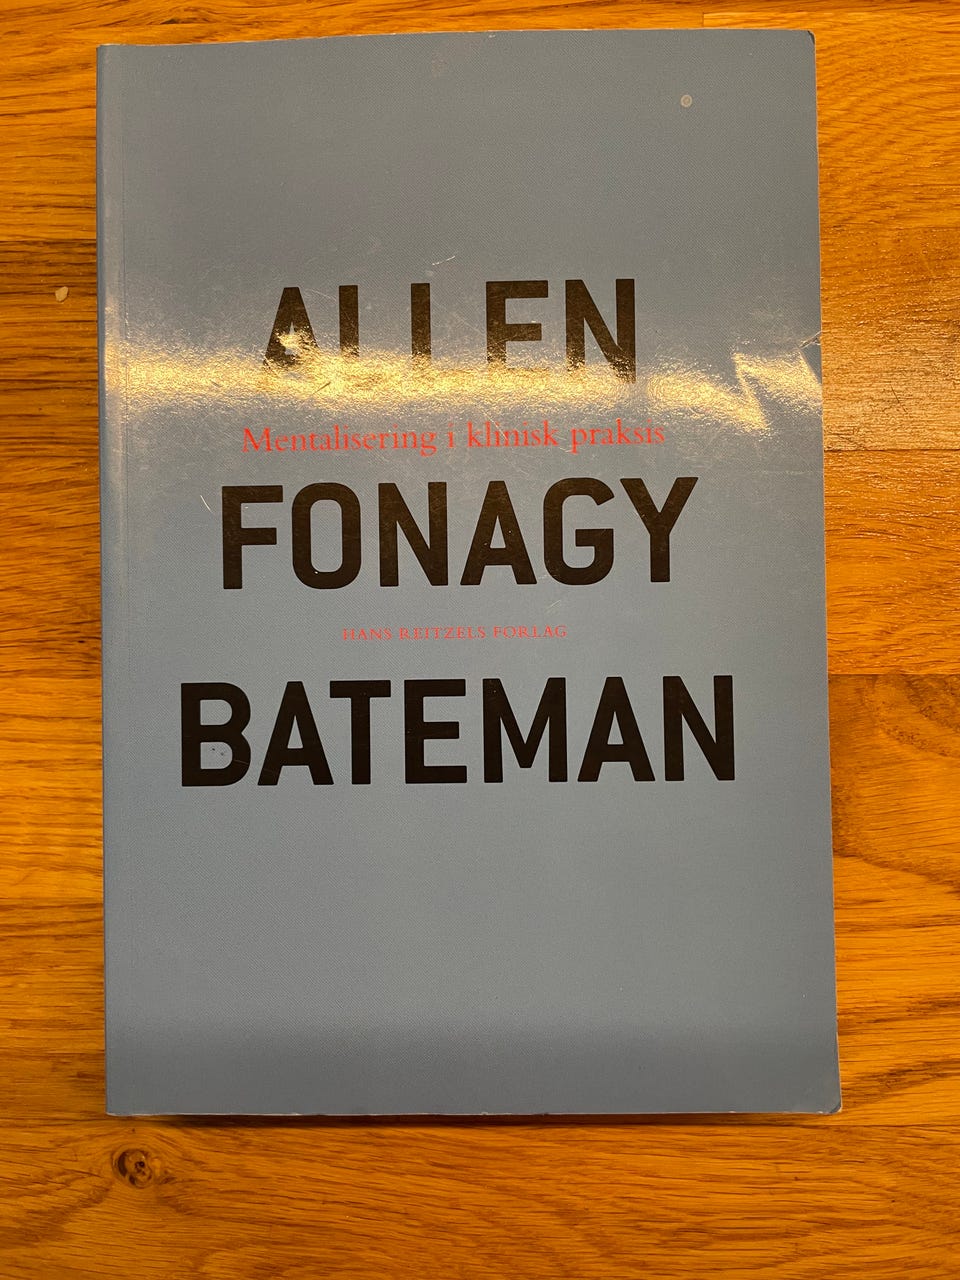 ALLEN
Mentalisering i klinisk praksis
FONAGY
HANS REITZELS FORLAG
BATEMAN